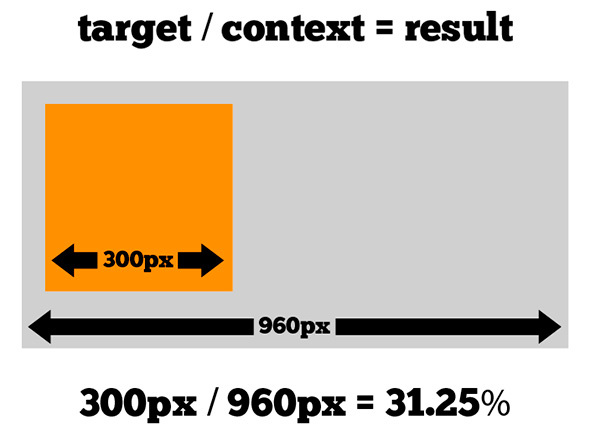 target / context = result
300px
960px
300px / 960px = 31.25%